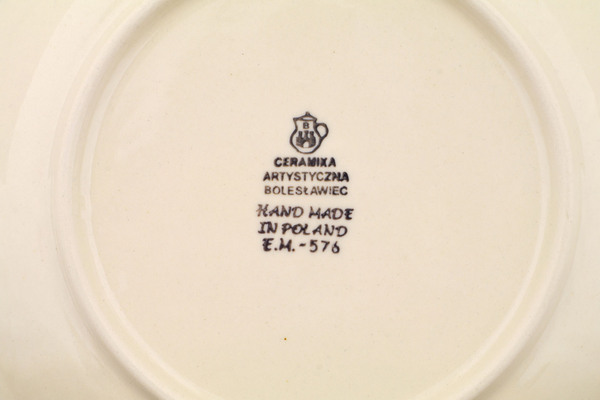 B
CERAMIKA
ARTYSTYCZNA
BOLESŁAWIEC
HAND MADE
IN POLAND
E.M.-576